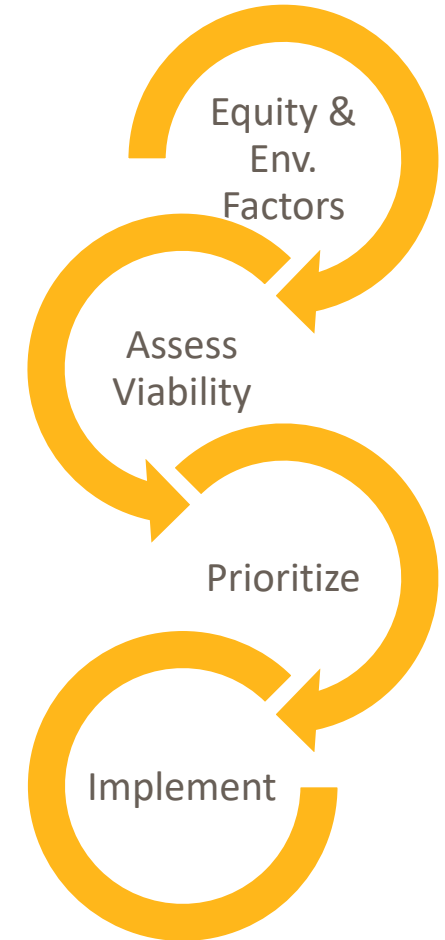 Equity &
Env.
Factors
Assess
Viability
Prioritize
Implement